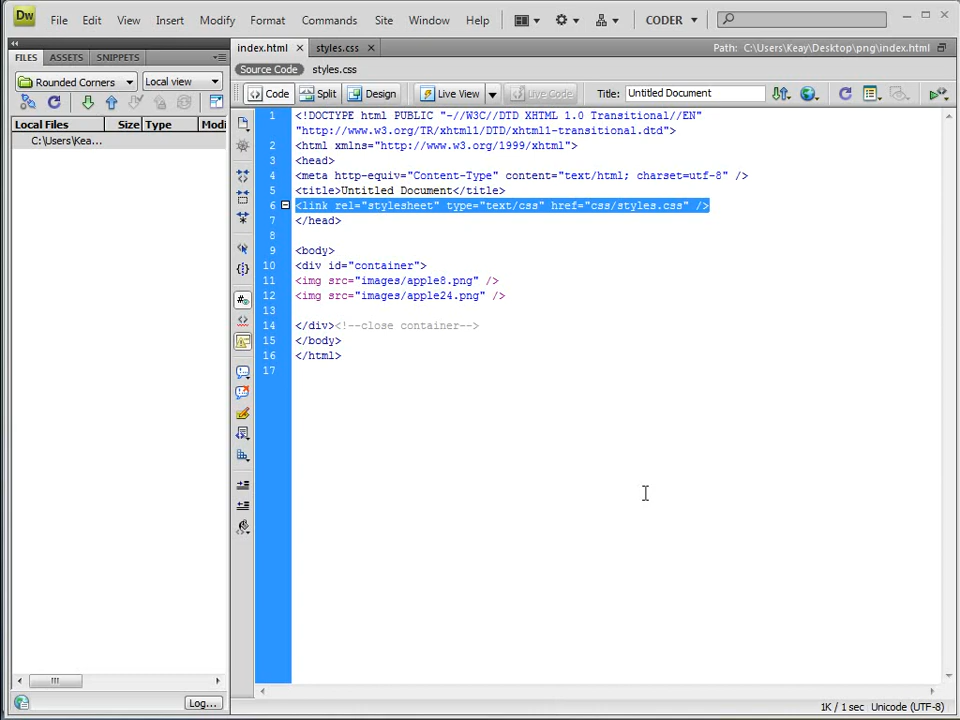 Dw File Edit View Insert Modify Format Commands Site Window Help CODER
FILES ASSETS SNIPPETS
index.html styles.css Path: C:\Users\Keay\Desktop\png\index.html
Source Code styles.css
Rounded Corners Local view
Code Split Design Live View Live Code Title: Untitled Document
Local Files Size Type Modi
C:\Users\Kea...
1 <!DOCTYPE html PUBLIC "-//W3C//DTD XHTML 1.0 Transitional//EN"
"http://www.w3.org/TR/xhtml1/DTD/xhtml1-transitional.dtd">
2 <html xmlns="http://www.w3.org/1999/xhtml">
3 <head>
4 <meta http-equiv="Content-Type" content="text/html; charset=utf-8" />
5 <title>Untitled Document</title>
6 <link rel="stylesheet" type="text/css" href="css/styles.css" />
7 </head>
8
9 <body>
10 <div id="container">
11 <img src="images/apple8.png" />
12 <img src="images/apple24.png" />
13
14 </div><!--close container-->
15 </body>
16 </html>
17
Log...
1K / 1 sec Unicode (UTF-8)